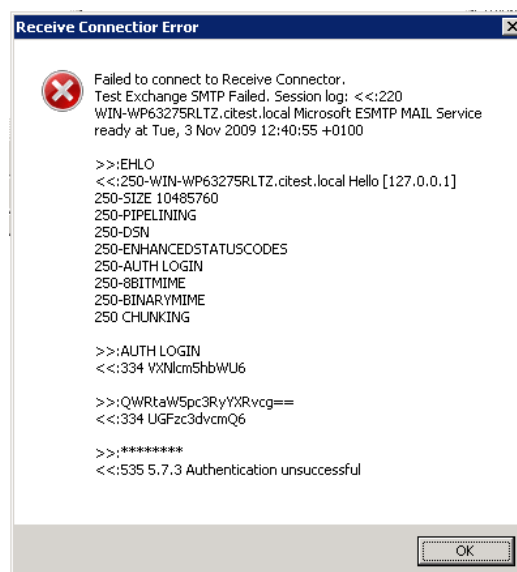 Receive Connectior Error
Failed to connect to Receive Connector.
Test Exchange SMTP Failed. Session log: <<:220
WIN-WP63275RLTZ.citest.local Microsoft ESMTP MAIL Service
ready at Tue, 3 Nov 2009 12:40:55 +0100
>>:EHLO
<<:250-WIN-WP63275RLTZ.citest.local Hello [127.0.0.1]
250-SIZE 10485760
250-PIPELINING
250-DSN
250-ENHANCEDSTATUSCODES
250-AUTH LOGIN
250-8BITMIME
250-BINARYMIME
250 CHUNKING
>>:AUTH LOGIN
<<:334 VXNlcm5hbWU6
>>:QWRtaW5pc3RyYXRvcg==
<<:334 UGFzc3dvcmQ6
>>:********
<<:535 5.7.3 Authentication unsuccessful
OK